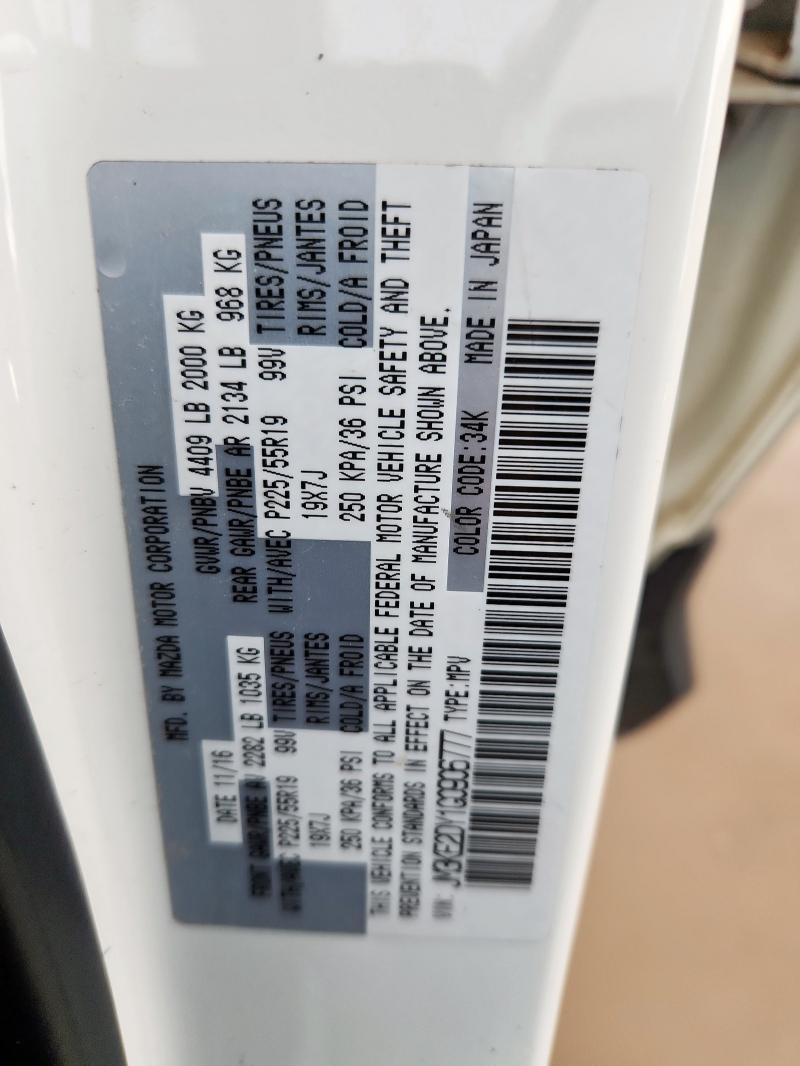 MFD. BY MAZDA MOTOR CORPORATION
DATE 11/16 GVWR/PNBV 4409 LB 2000 KG
FRONT GAWR/PNBE AV 2282 LB 1035 KG REAR GAWR/PNBE AR 2134 LB 968 KG
WITH/AVEC P225/55R19 99V TIRES/PNEUS WITH/AVEC P225/55R19 99V TIRES/PNEUS
19X7J RIMS/JANTES 19X7J RIMS/JANTES
250 KPA/36 PSI COLD/A FROID 250 KPA/36 PSI COLD/A FROID
THIS VEHICLE CONFORMS TO ALL APPLICABLE FEDERAL MOTOR VEHICLE SAFETY AND THEFT
PREVENTION STANDARDS IN EFFECT ON THE DATE OF MANUFACTURE SHOWN ABOVE.
VIN: JM3KE2DY1G0906777 TYPE:MPV COLOR CODE:34K MADE IN JAPAN